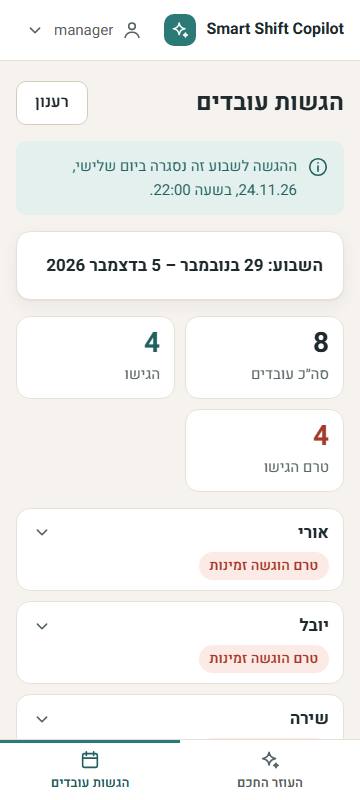 Smart Shift Copilot
manager
הגשות עובדים
רענון
ההגשה לשבוע זה נסגרה ביום שלישי,
24.11.26, בשעה 22:00.
השבוע: 29 בנובמבר – 5 בדצמבר 2026
8
סה״כ עובדים
4
הגישו
4
טרם הגישו
אורי
טרם הוגשה זמינות
יובל
טרם הוגשה זמינות
שירה
העוזר החכם
הגשות עובדים